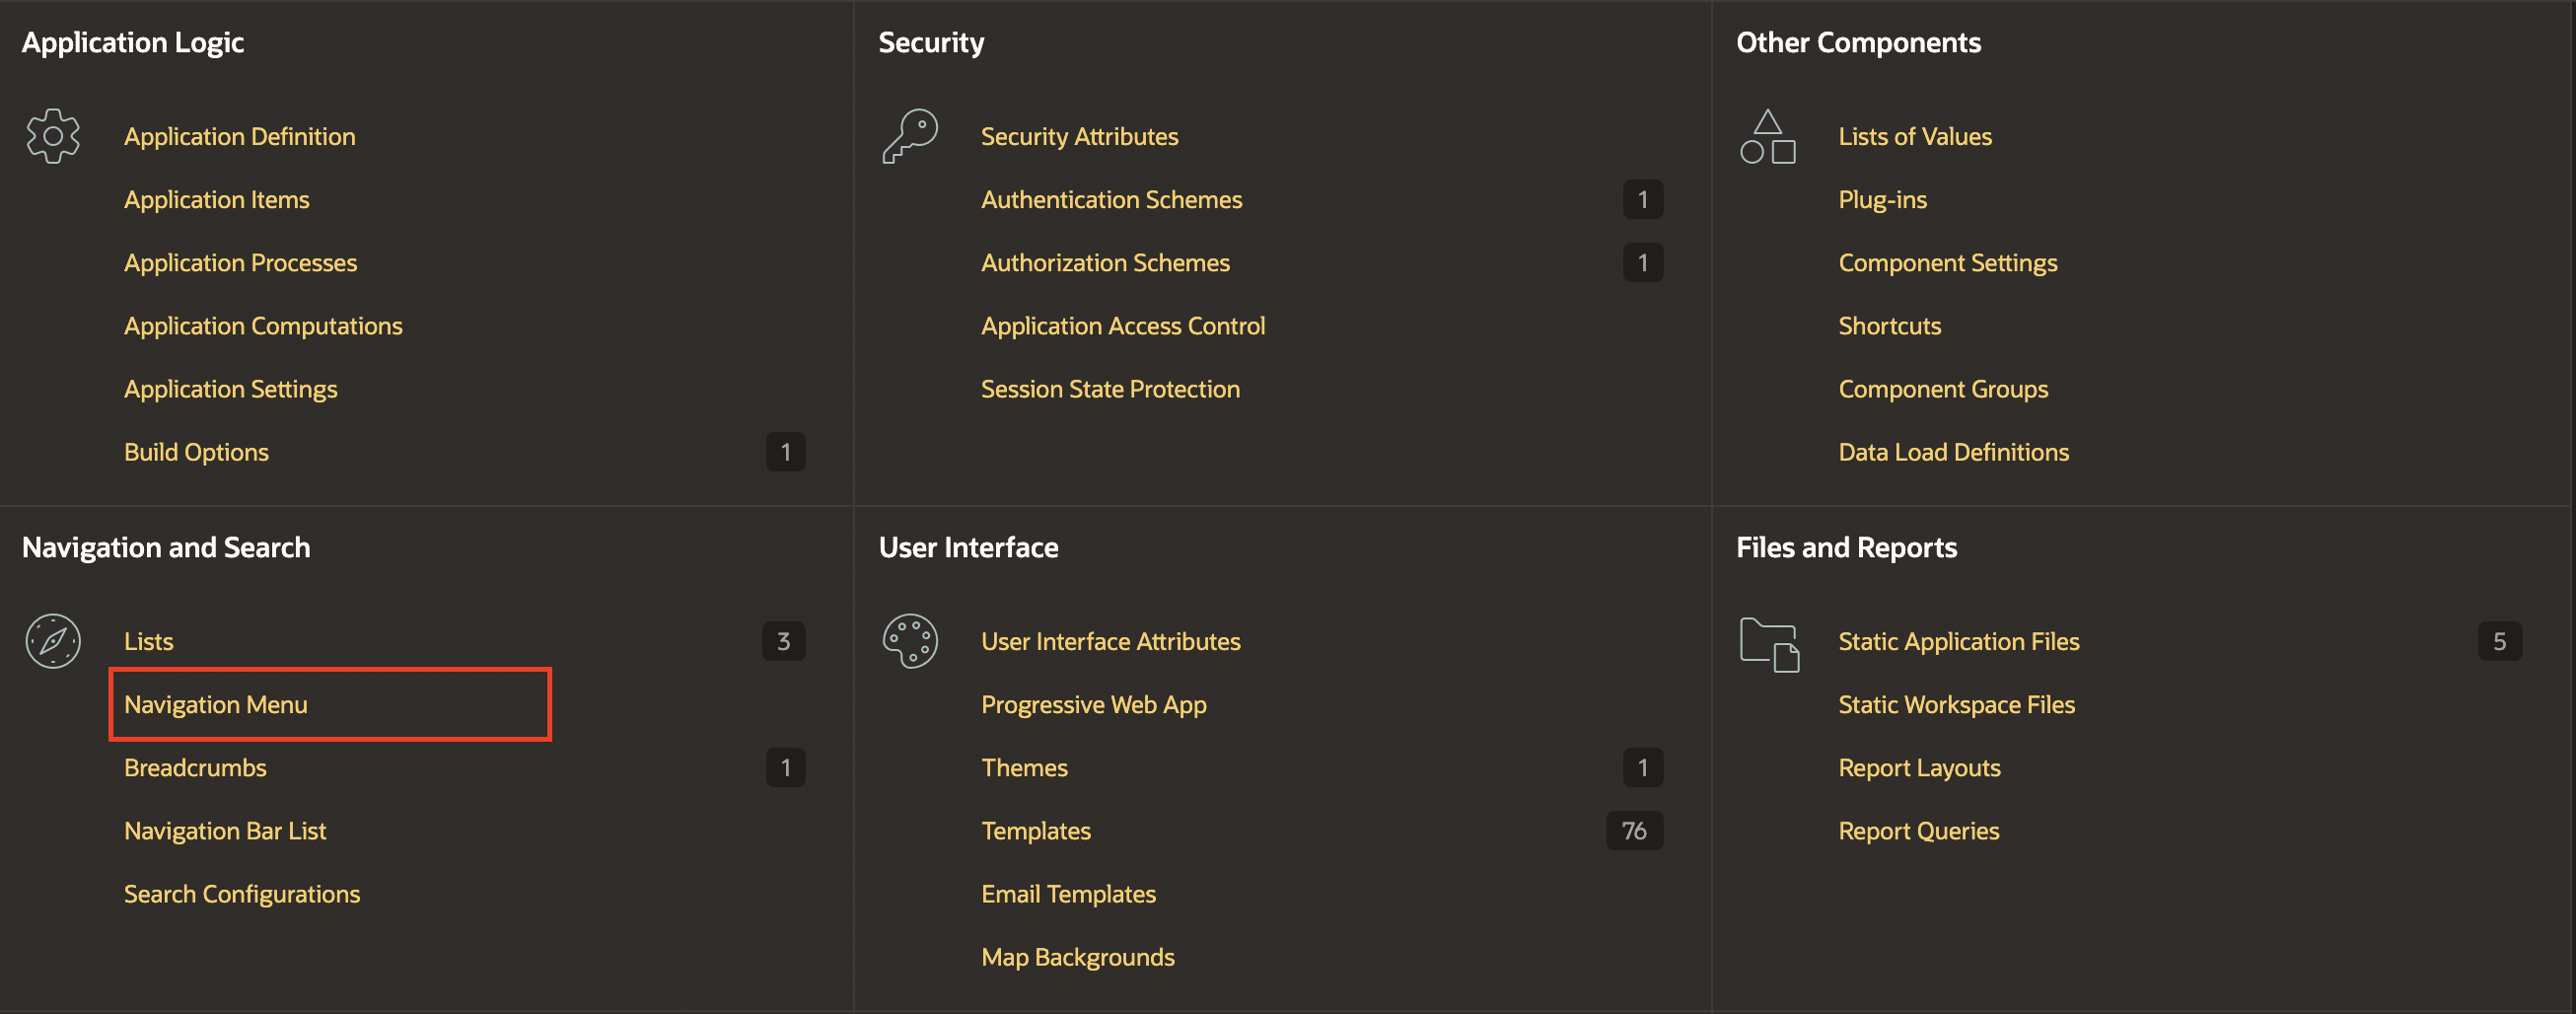 Application Logic
Application Definition
Application Items
Application Processes
Application Computations
Application Settings
Build Options 1
Security
Security Attributes
Authentication Schemes 1
Authorization Schemes 1
Application Access Control
Session State Protection
Other Components
Lists of Values
Plug-ins
Component Settings
Shortcuts
Component Groups
Data Load Definitions
Navigation and Search
Lists 3
Navigation Menu
Breadcrumbs 1
Navigation Bar List
Search Configurations
User Interface
User Interface Attributes
Progressive Web App
Themes 1
Templates 76
Email Templates
Map Backgrounds
Files and Reports
Static Application Files 5
Static Workspace Files
Report Layouts
Report Queries